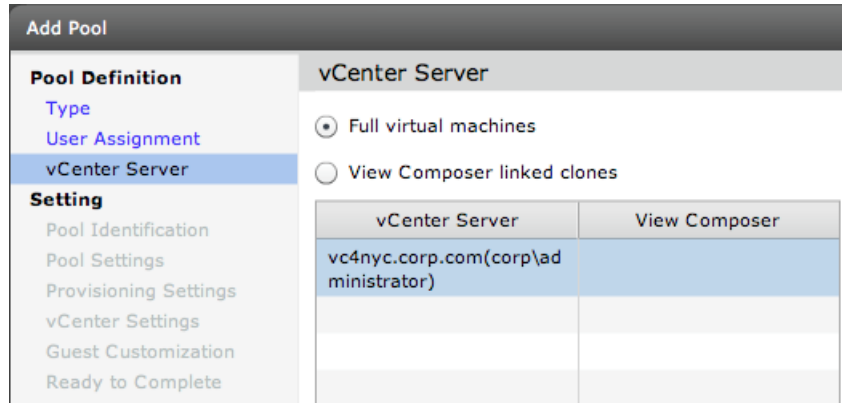 Add Pool
Pool Definition
Type
User Assignment
vCenter Server
Setting
Pool Identification
Pool Settings
Provisioning Settings
vCenter Settings
Guest Customization
Ready to Complete
vCenter Server
Full virtual machines
View Composer linked clones
vCenter Server View Composer
vc4nyc.corp.com(corp\ad
ministrator)